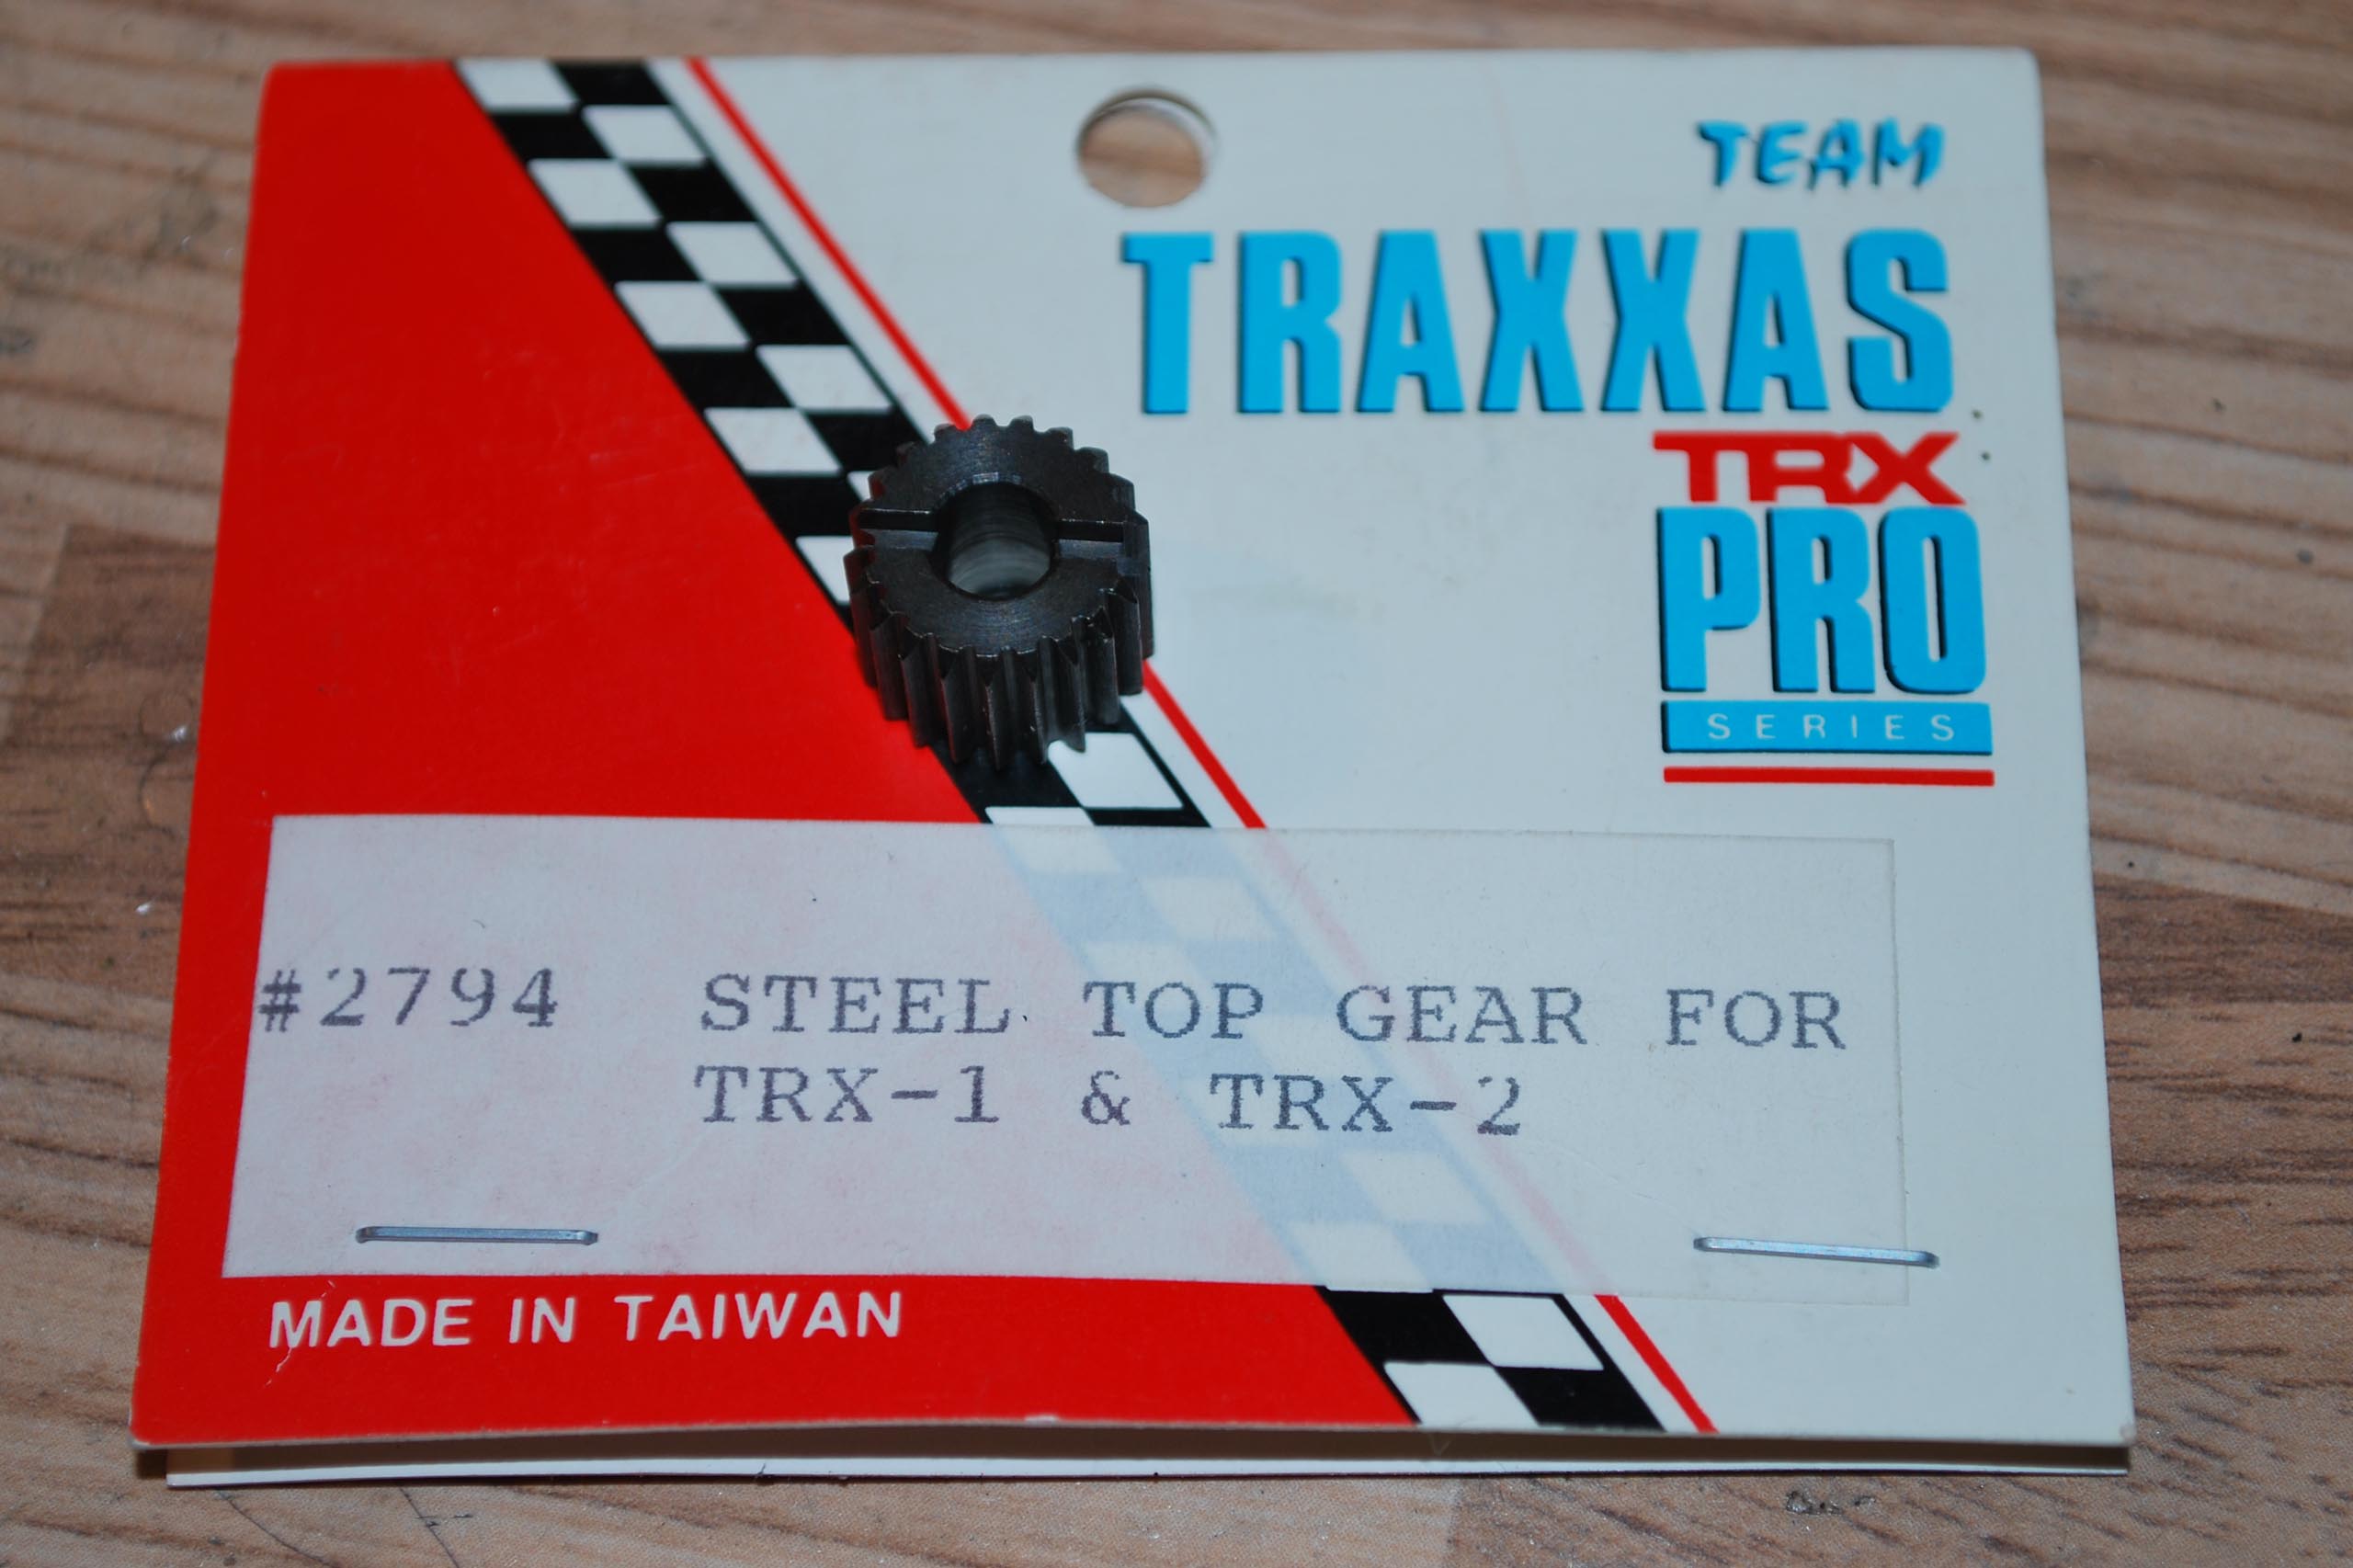 TEAM
TRAXXAS
TRX
PRO
SERIES
#2794 STEEL TOP GEAR FOR
TRX-1 & TRX-2
MADE IN TAIWAN